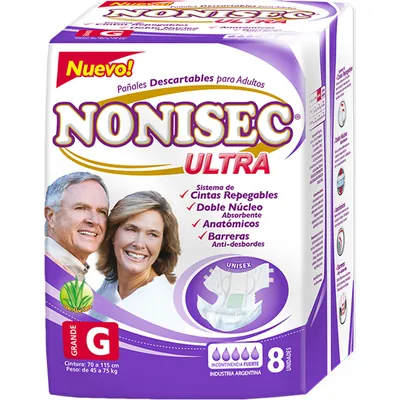 Nuevo!
Pañales Descartables para Adultos
NONISEC®
ULTRA
Sistema de
Cintas Repegables
Doble Núcleo
Absorbente
Anatómicos
Barreras
Anti-desbordes
UNISEX
GRANDE
G
Cintura: 70 a 115 cm
Peso: de 45 a 75 kg
INCONTINENCIA FUERTE
INDUSTRIA ARGENTINA
8
UNIDADES